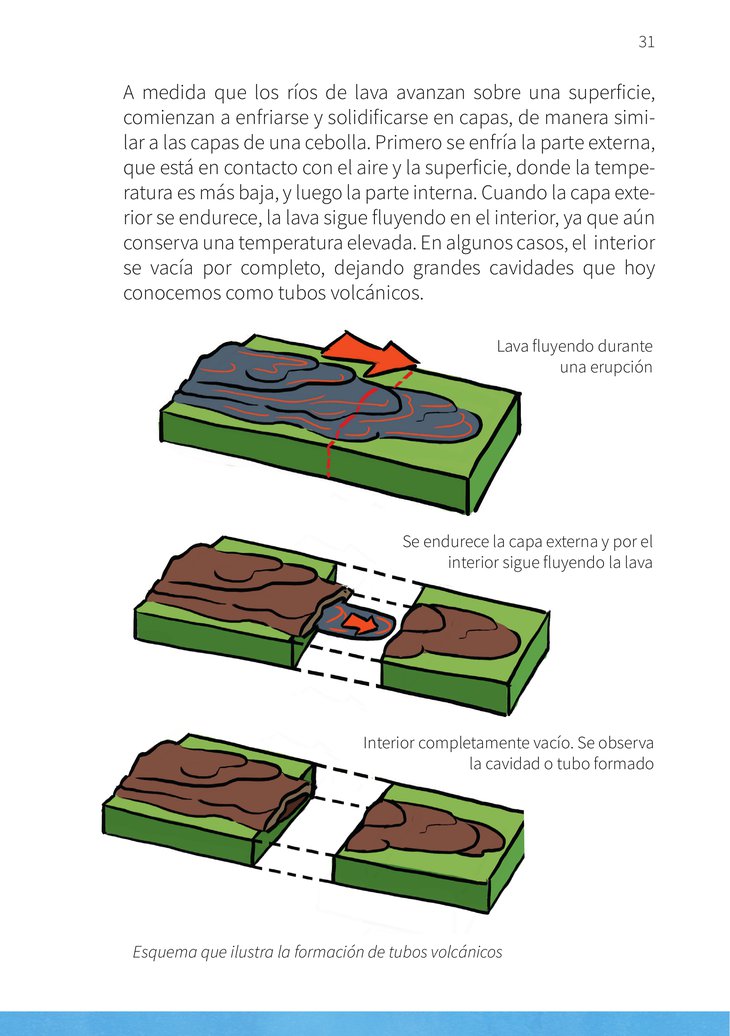 31
A medida que los ríos de lava avanzan sobre una superficie,
comienzan a enfriarse y solidificarse en capas, de manera simi-
lar a las capas de una cebolla. Primero se enfría la parte externa,
que está en contacto con el aire y la superficie, donde la tempe-
ratura es más baja, y luego la parte interna. Cuando la capa exte-
rior se endurece, la lava sigue fluyendo en el interior, ya que aún
conserva una temperatura elevada. En algunos casos, el interior
se vacía por completo, dejando grandes cavidades que hoy
conocemos como tubos volcánicos.
Lava fluyendo durante
una erupción
Se endurece la capa externa y por el
interior sigue fluyendo la lava
Interior completamente vacío. Se observa
la cavidad o tubo formado
Esquema que ilustra la formación de tubos volcánicos